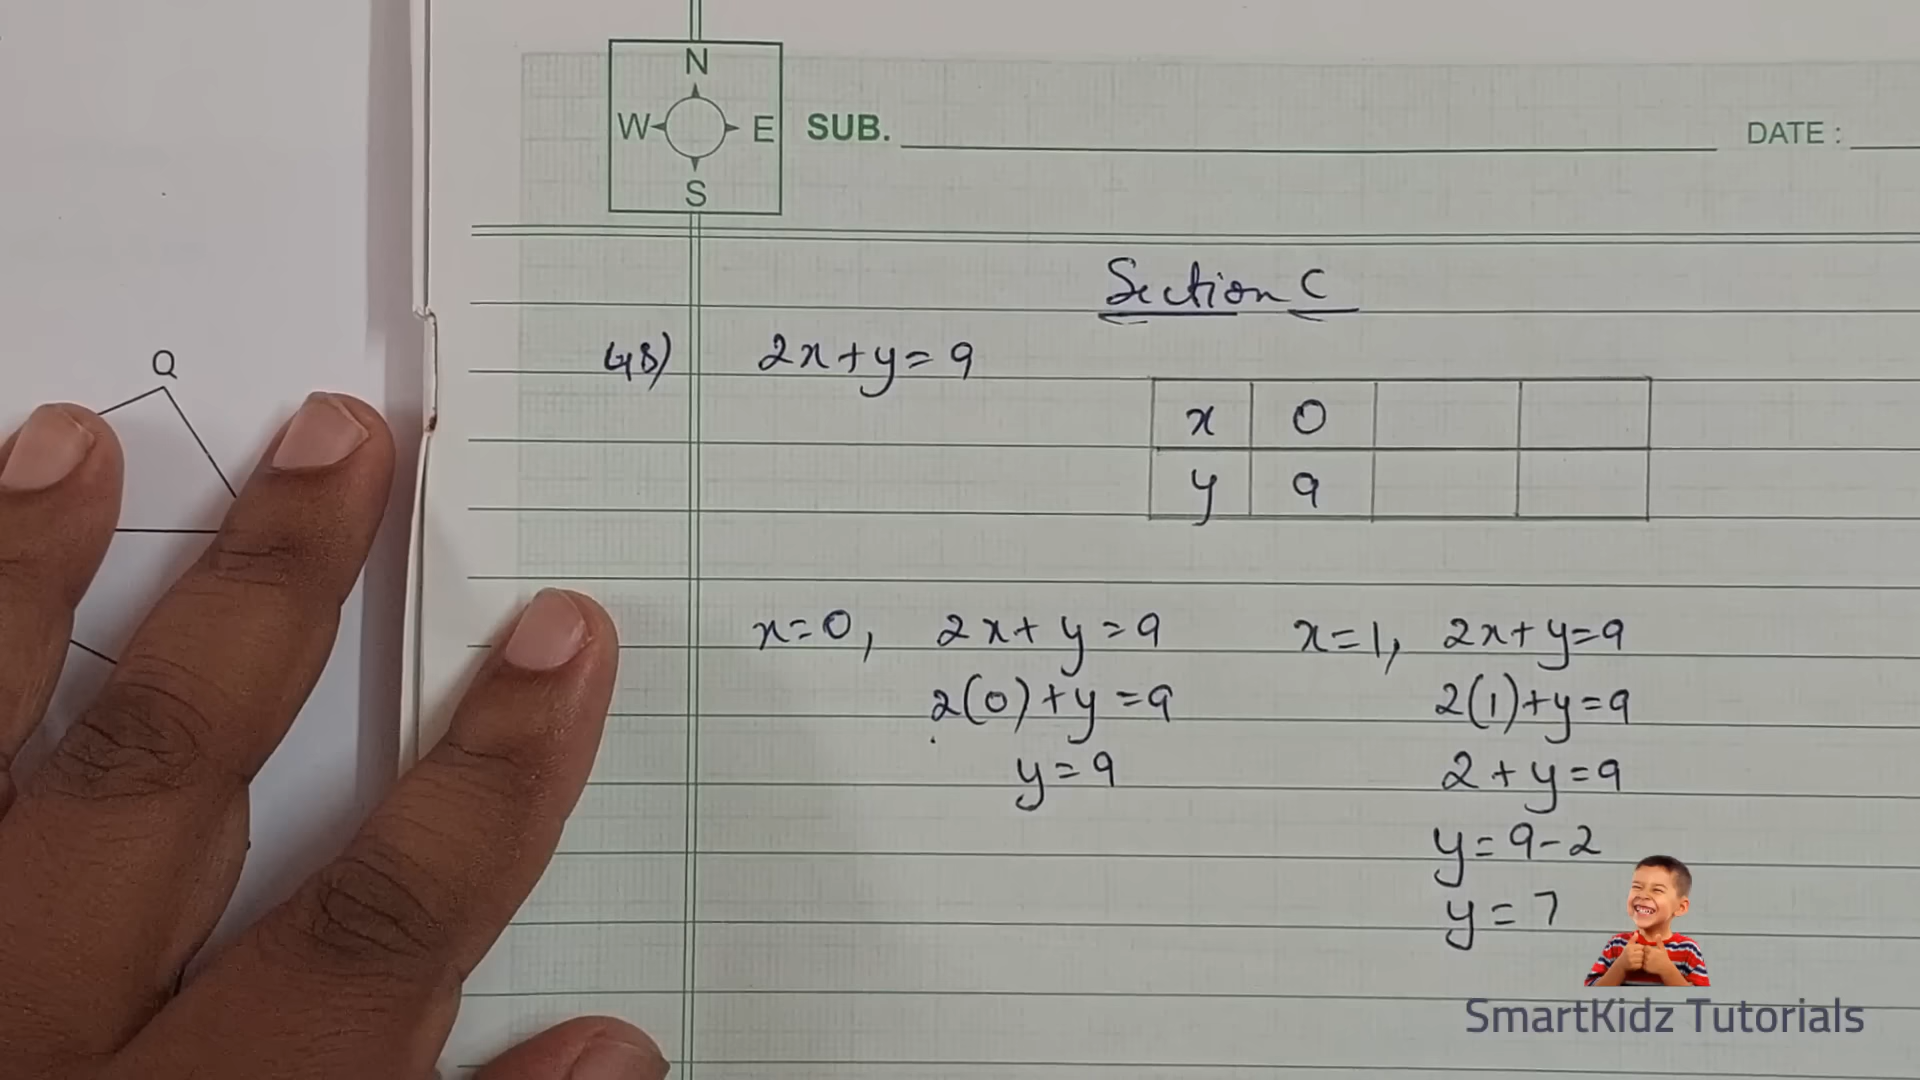 N
W E
S
SUB.
DATE :
Section C
48) 2x+y=9
x 0
y 9
Q
x=0, 2x+y=9
2(0)+y=9
y=9
x=1, 2x+y=9
2(1)+y=9
2+y=9
y=9-2
y=7
SmartKidz Tutorials